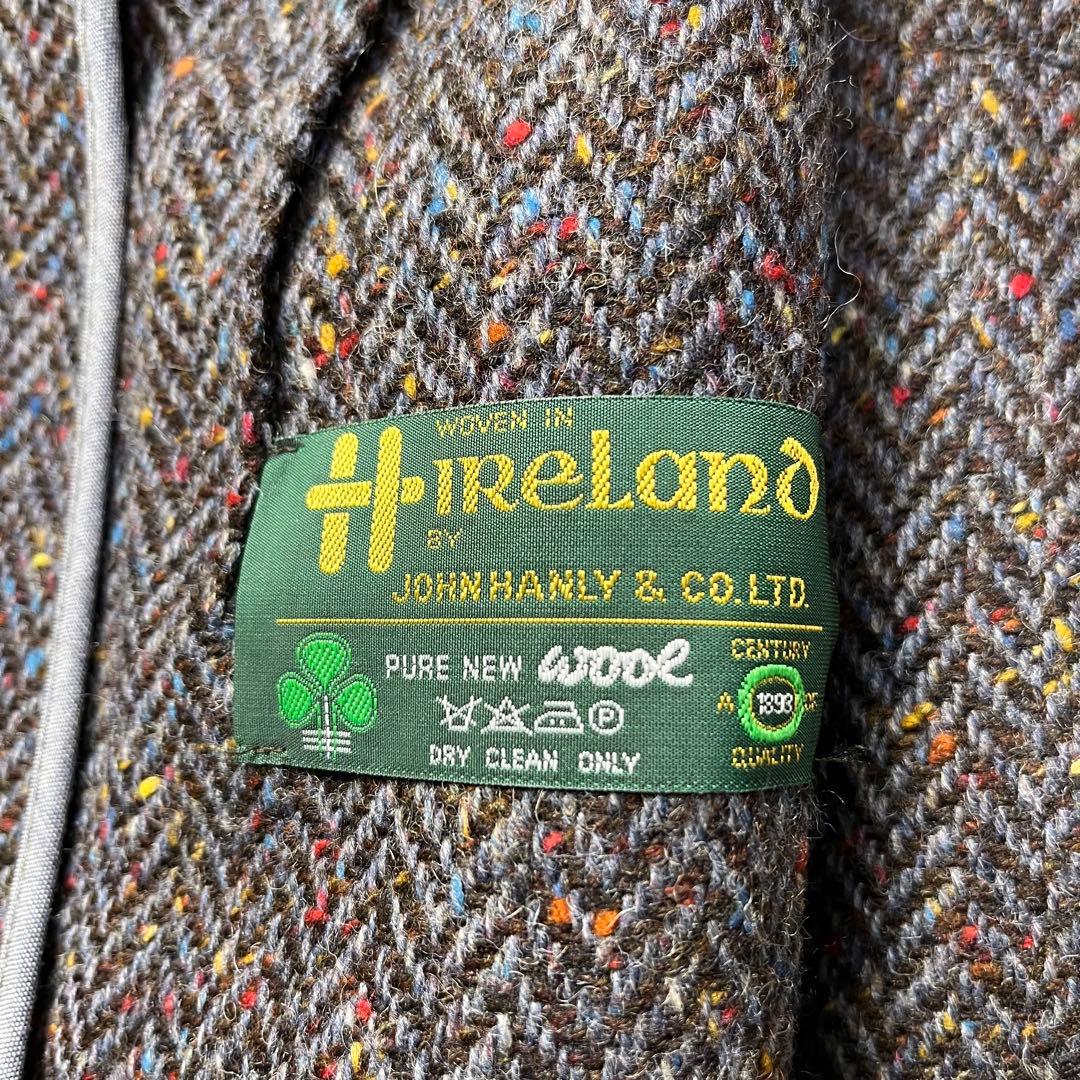 WOVEN IN
H IReLanD
BY
JOHN HANLY & CO.LTD.
PURE NEW wool
P
DRY CLEAN ONLY
CENTURY
A 1893 OF
QUALITY